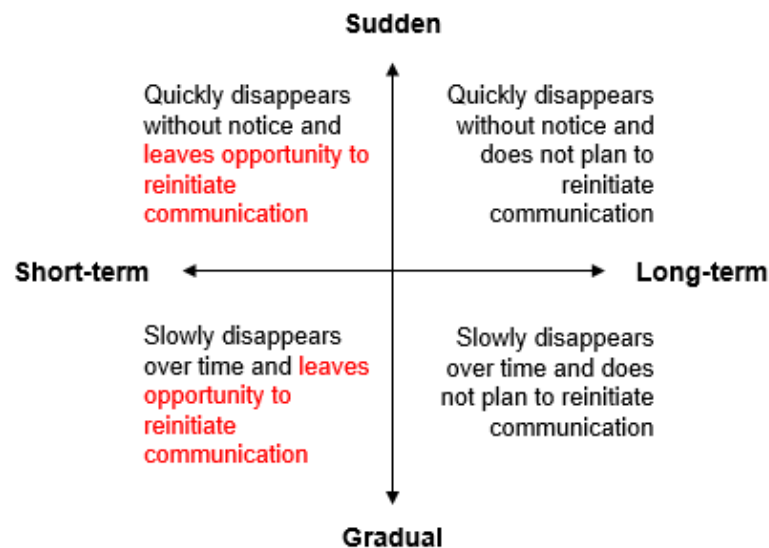 Sudden
Quickly disappears
without notice and
leaves opportunity to
reinitiate
communication
Quickly disappears
without notice and
does not plan to
reinitiate
communication
Short-term
Long-term
Slowly disappears
over time and leaves
opportunity to
reinitiate
communication
Slowly disappears
over time and does
not plan to reinitiate
communication
Gradual